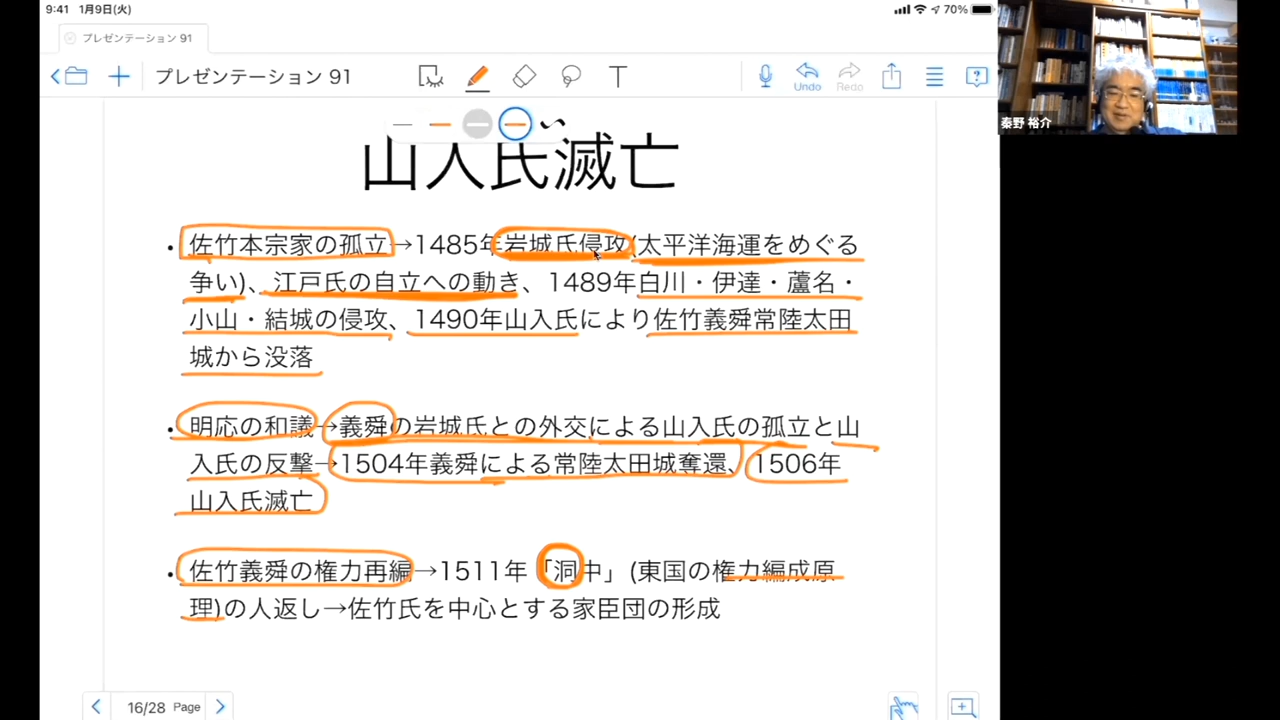 9:41 1月9日(火)
70%
プレゼンテーション 91
プレゼンテーション 91
T
Undo
Redo
秦野 裕介
山入氏滅亡
・佐竹本宗家の孤立→1485年岩城氏侵攻(太平洋海運をめぐる
争い)、江戸氏の自立への動き、1489年白川・伊達・蘆名・
小山・結城の侵攻、1490年山入氏により佐竹義舜常陸太田
城から没落
・明応の和議→義舜の岩城氏との外交による山入氏の孤立と山
入氏の反撃→1504年義舜による常陸太田城奪還、1506年
山入氏滅亡
・佐竹義舜の権力再編→1511年「洞中」(東国の権力編成原
理)の人返し→佐竹氏を中心とする家臣団の形成
16/28 Page